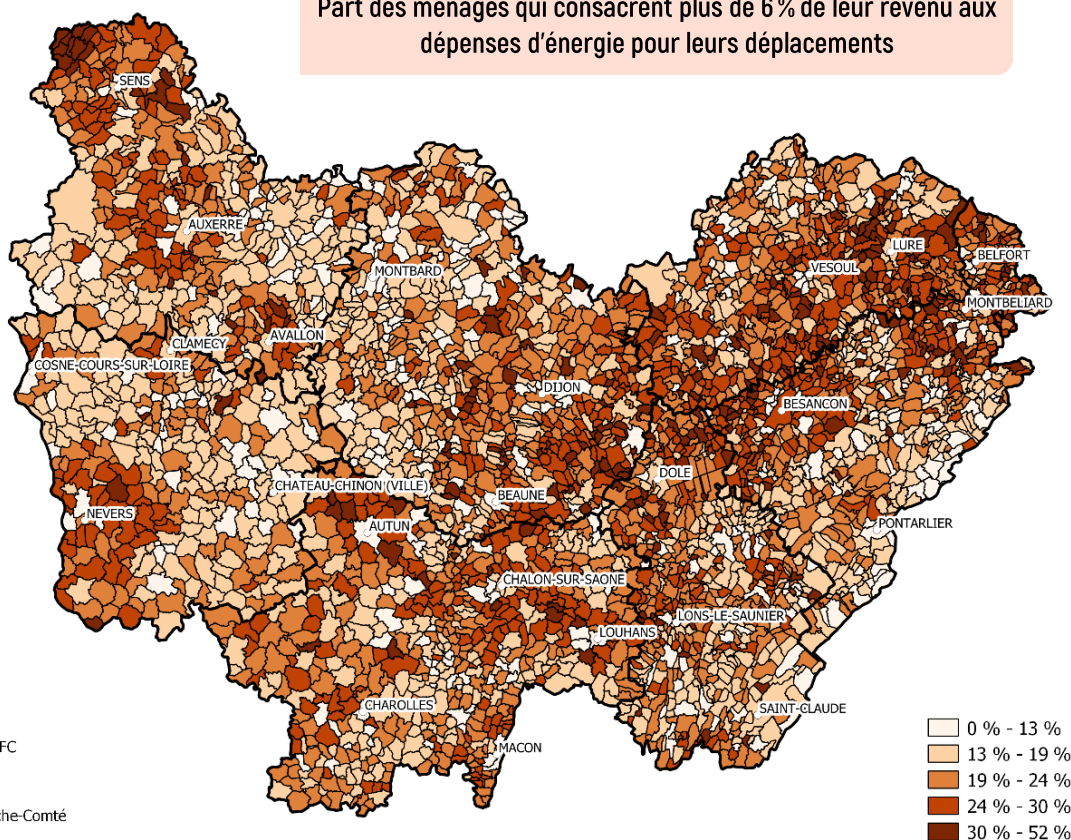 Part des ménages qui consacrent plus de 6 % de leur revenu aux
dépenses d'énergie pour leurs déplacements
SENS
AUXERRE
LURE
BELFORT
VESOUL
MONTBARD
MONTBELIARD
AVALLON
CLAMECY
COSNE-COURS-SUR-LOIRE
DIJON
BESANCON
DOLE
CHATEAU-CHINON (VILLE)
BEAUNE
NEVERS
AUTUN
PONTARLIER
CHALON-SUR-SAONE
LONS-LE-SAUNIER
LOUHANS
CHAROLLES
SAINT-CLAUDE
MACON
FC
che-Comté
0 % - 13 %
13 % - 19 %
19 % - 24 %
24 % - 30 %
30 % - 52 %